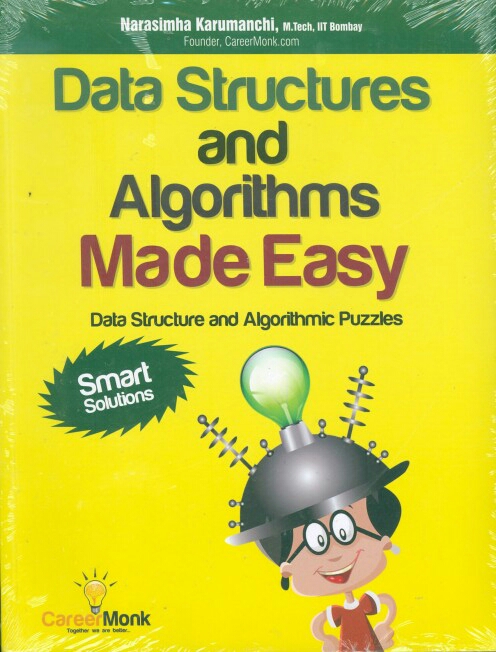 Narasimha Karumanchi, M.Tech, IIT Bombay
Founder, CareerMonk.com
Data Structures
and
Algorithms
Made Easy
Data Structure and Algorithmic Puzzles
Smart
Solutions
CareerMonk
Together we are better...